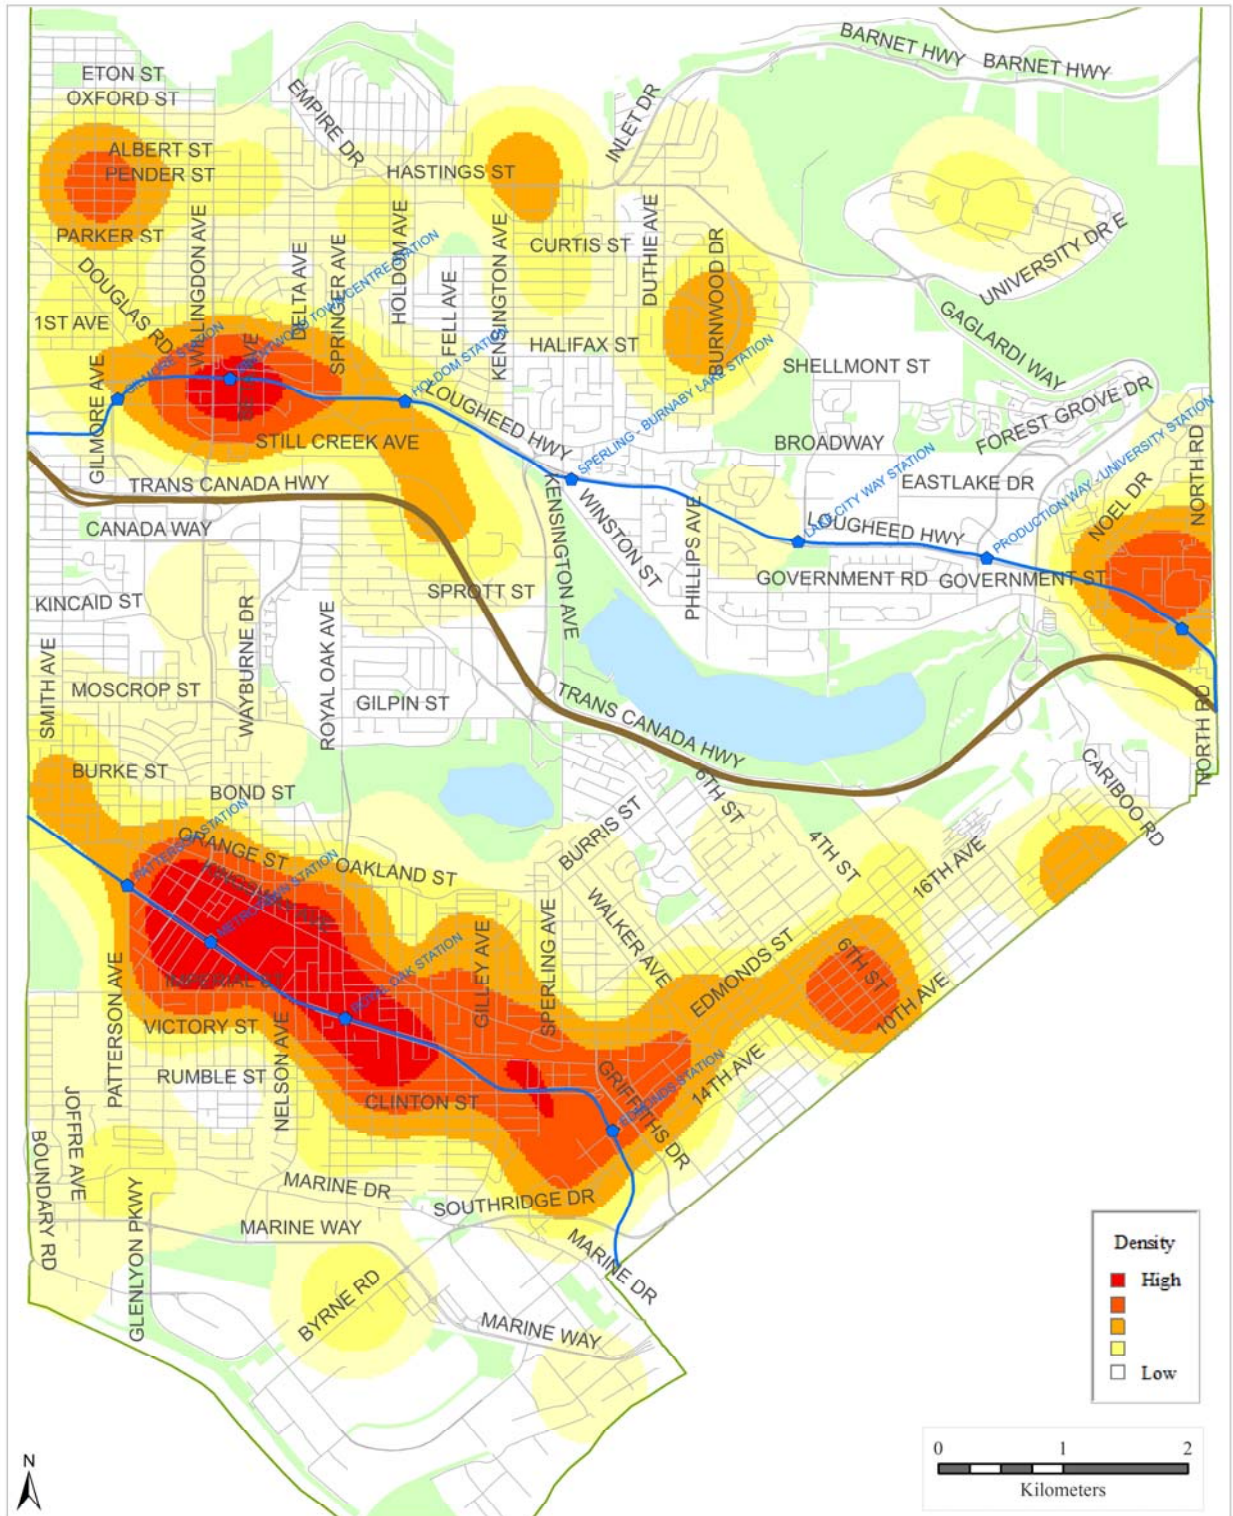 BARNET HWY
BARNET HWY
ETON ST
OXFORD ST
EMPIRE DR
INLET DR
ALBERT ST
PENDER ST
HASTINGS ST
PARKER ST
WILLINGDON AVE
DELTA AVE
SPRINGER AVE
HOLDOM AVE
KENSINGTON AVE
CURTIS ST
DUTHIE AVE
BURNWOOD DR
UNIVERSITY DR E
DOUGLAS RD
BRENTWOOD TOWN CENTRE STATION
FELL AVE
1ST AVE
GILMORE STATION
HALIFAX ST
GAGLARDI WAY
GILMORE AVE
HOLDOM STATION
SHELLMONT ST
LOUGHEED HWY
SPERLING - BURNABY LAKE STATION
FOREST GROVE DR
STILL CREEK AVE
BROADWAY
NORTH RD
TRANS CANADA HWY
LAKE CITY WAY STATION
EASTLAKE DR
PRODUCTION WAY - UNIVERSITY STATION
NOEL DR
CANADA WAY
KENSINGTON AVE
WINSTON ST
PHILLIPS AVE
LOUGHEED HWY
GOVERNMENT RD
GOVERNMENT ST
KINCAID ST
WAYBURNE DR
ROYAL OAK AVE
SPROTT ST
SMITH AVE
MOSCROP ST
GILPIN ST
TRANS CANADA HWY
NORTH RD
BURKE ST
BOND ST
6TH ST
CARIBOO RD
PATTERSON STATION
GRANGE ST
METROTOWN STATION
OAKLAND ST
BURRIS ST
4TH ST
16TH AVE
KINGSWAY AVE
WALKER AVE
IMPERIAL ST
ROYAL OAK STATION
GILLEY AVE
SPERLING AVE
EDMONDS ST
6TH ST
10TH AVE
PATTERSON AVE
VICTORY ST
NELSON AVE
RUMBLE ST
CLINTON ST
GRIFFITHS DR
EDMONDS STATION
14TH AVE
JOFFRE AVE
BOUNDARY RD
GLENLYON PKWY
MARINE DR
SOUTHRIDGE DR
MARINE WAY
MARINE DR
BYRNE RD
MARINE WAY
Density
High
Low
0 1 2
Kilometers
N